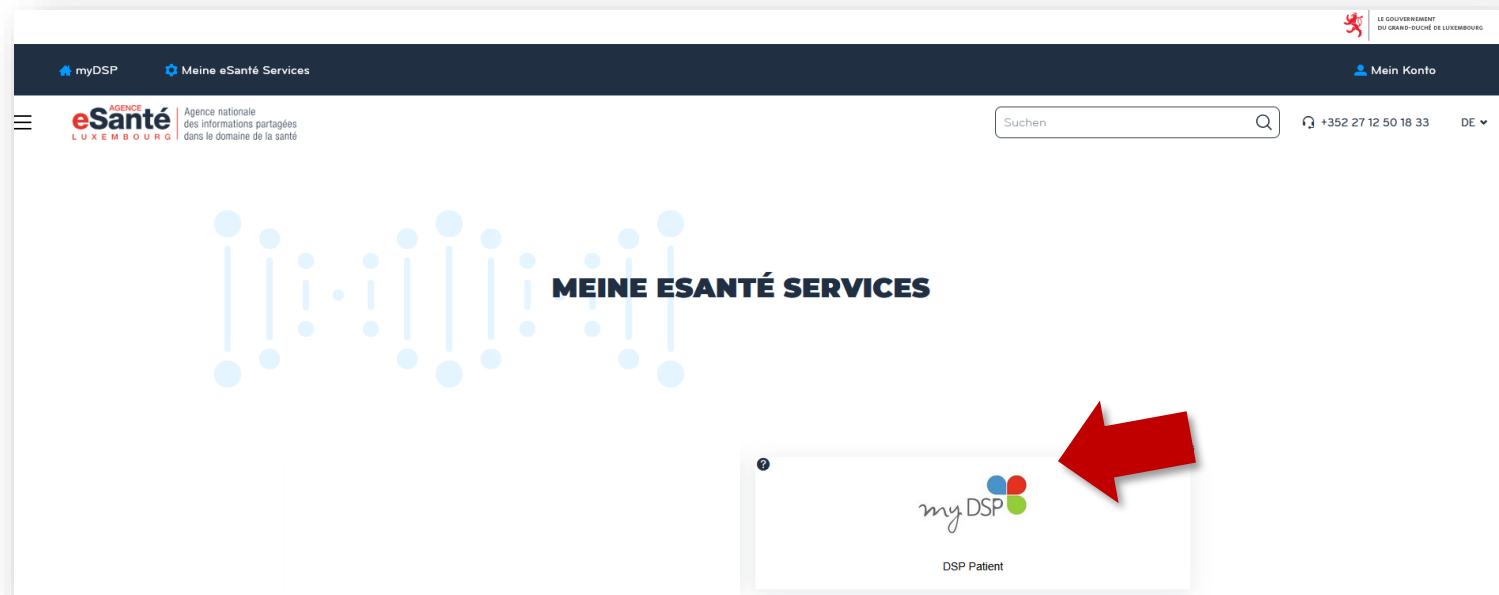 LE GOUVERNEMENT
DU GRAND-DUCHÉ DE LUXEMBOURG
myDSP
Meine eSanté Services
Mein Konto
AGENCE
eSanté
LUXEMBOURG
Agence nationale
des informations partagées
dans le domaine de la santé
Suchen
+352 27 12 50 18 33
DE
MEINE ESANTÉ SERVICES
?
my DSP
DSP Patient